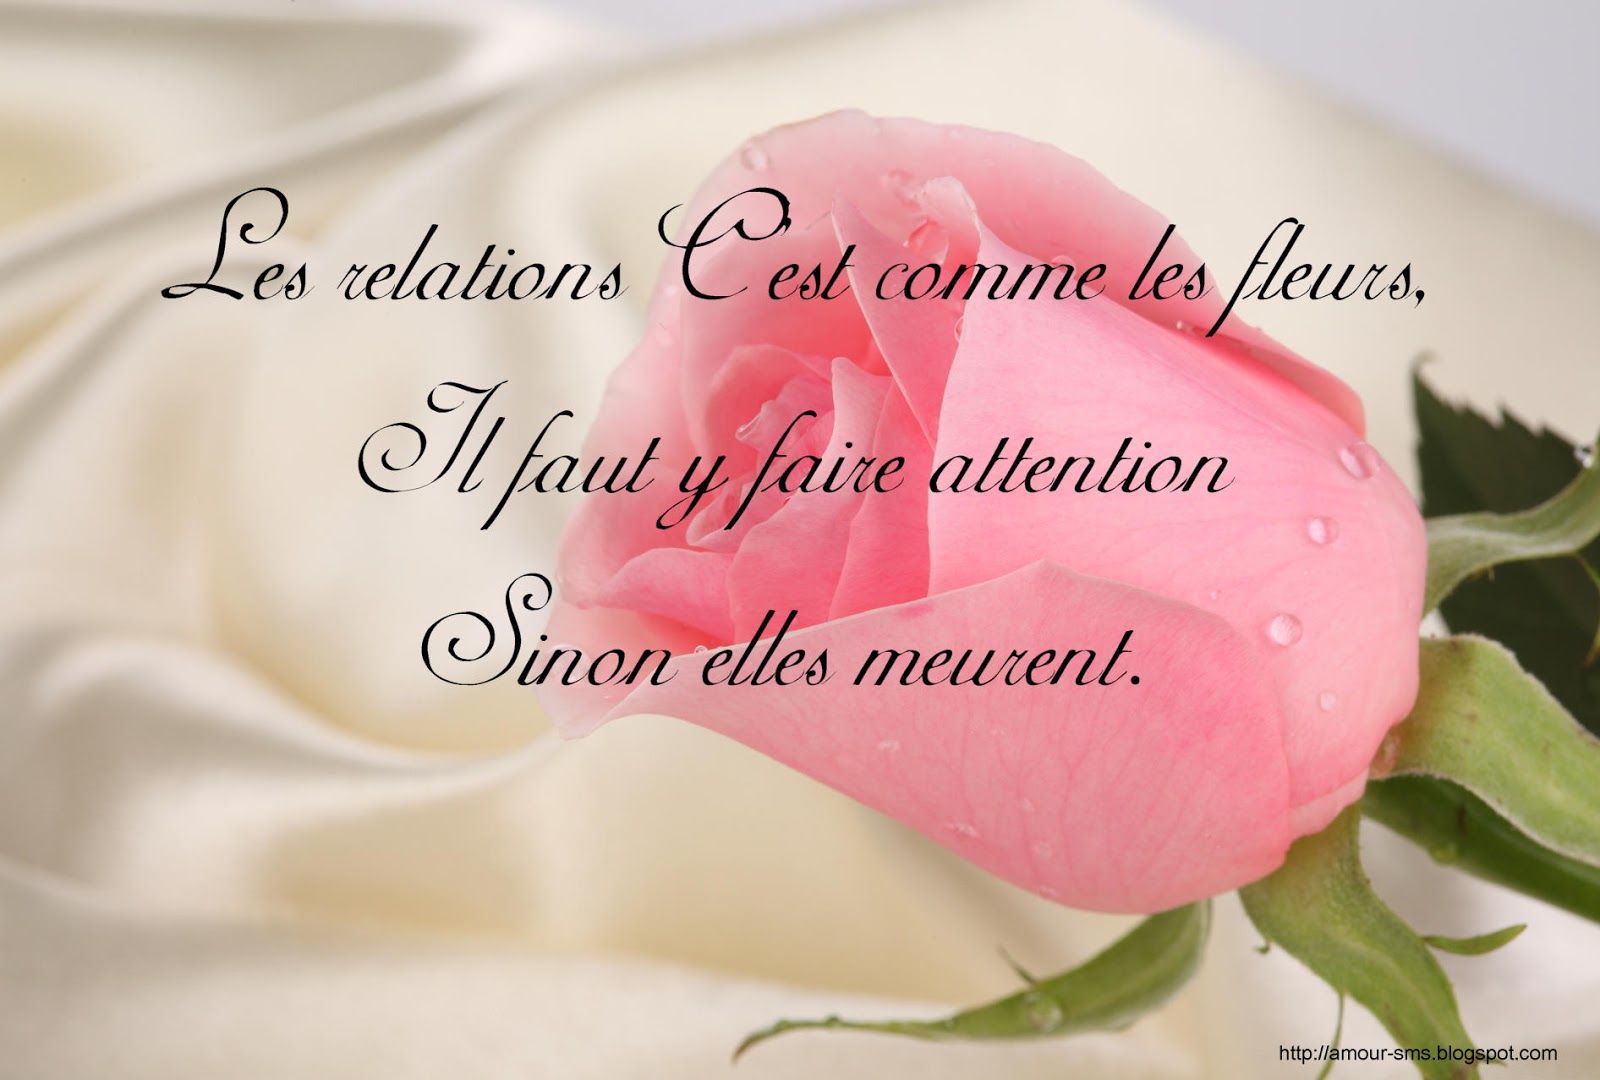 Les relations C'est comme les fleurs,
Il faut y faire attention
Sinon elles meurent.
http://amour-sms.blogspot.com